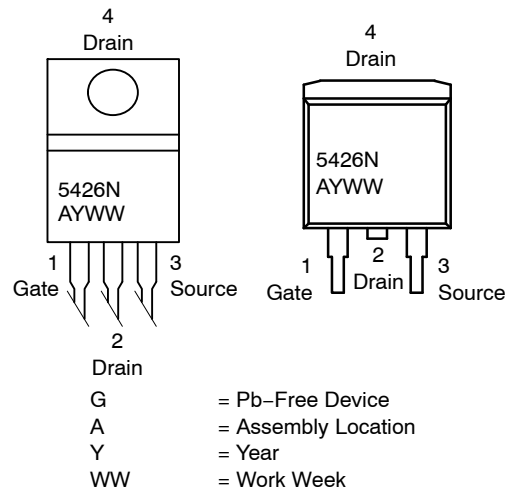 4
Drain
5426N
AYWW
1
Gate
3
Source
2
Drain
4
Drain
5426N
AYWW
1
Gate
2
Drain
3
Source
G = Pb−Free Device
A = Assembly Location
Y = Year
WW = Work Week